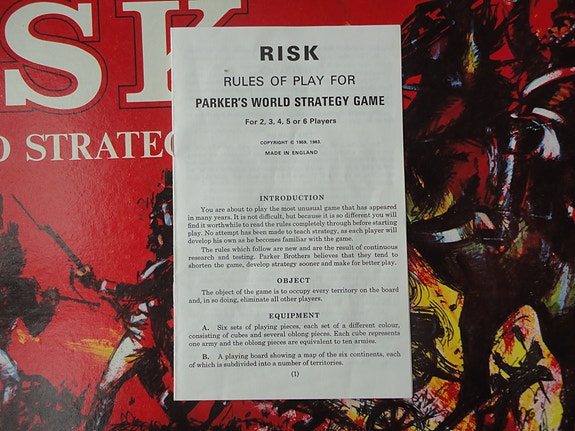 SK
D STRATEG
RISK
RULES OF PLAY FOR
PARKER'S WORLD STRATEGY GAME
For 2, 3, 4, 5 or 6 Players
COPYRIGHT © 1959, 1963.
MADE IN ENGLAND
INTRODUCTION
You are about to play the most unusual game that has appeared
in many years. It is not difficult, but because it is so different you will
find it worthwhile to read the rules completely through before starting
play. No attempt has been made to teach strategy, as each player will
develop his own as he becomes familiar with the game.
The rules which follow are new and are the result of continuous
research and testing. Parker Brothers believes that they tend to
shorten the game, develop strategy sooner and make for better play.
OBJECT
The object of the game is to occupy every territory on the board
and, in so doing, eliminate all other players.
EQUIPMENT
A. Six sets of playing pieces, each set of a different colour,
consisting of cubes and several oblong pieces. Each cube represents
one army and the oblong pieces are equivalent to ten armies.
B. A playing board showing a map of the six continents, each
of which is subdivided into a number of territories.
(1)